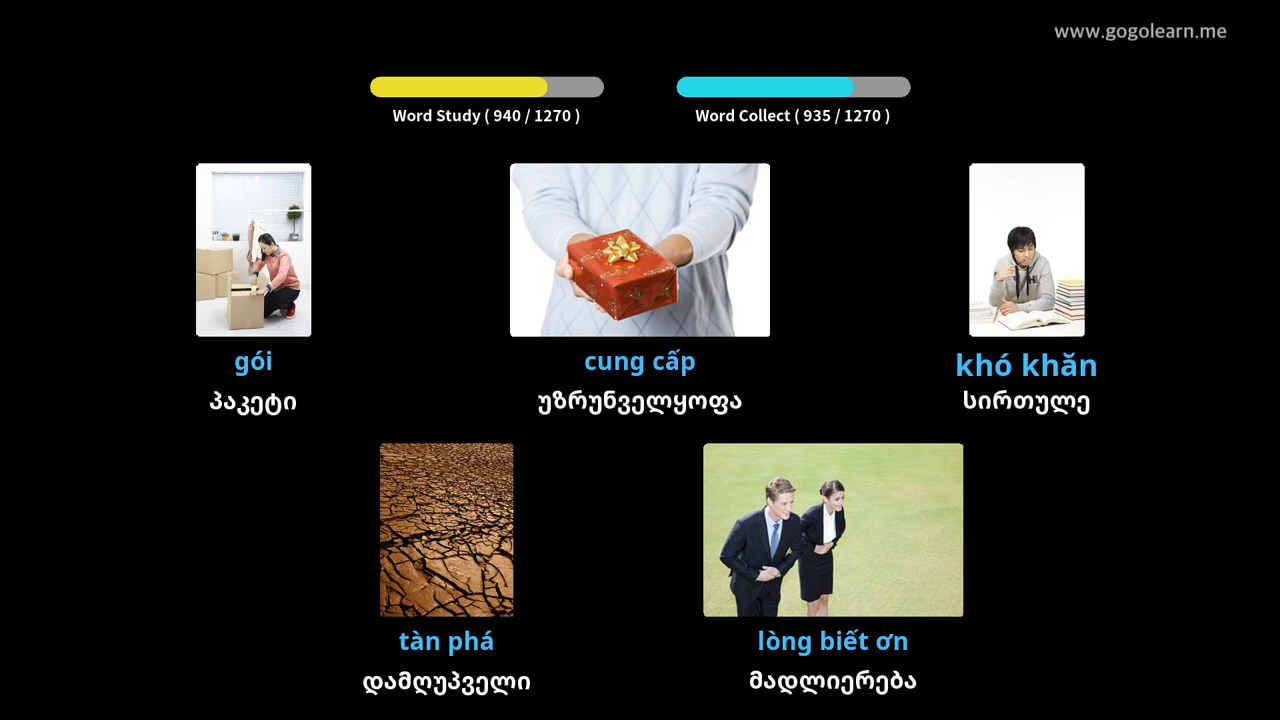 www.gogolearn.me
Word Study ( 940 / 1270 )
Word Collect ( 935 / 1270 )
gói
cung cấp
khó khăn
პაკეტი
უზრუნველყოფა
სირთულე
tàn phá
lòng biết ơn
დამღუპველი
მადლიერება